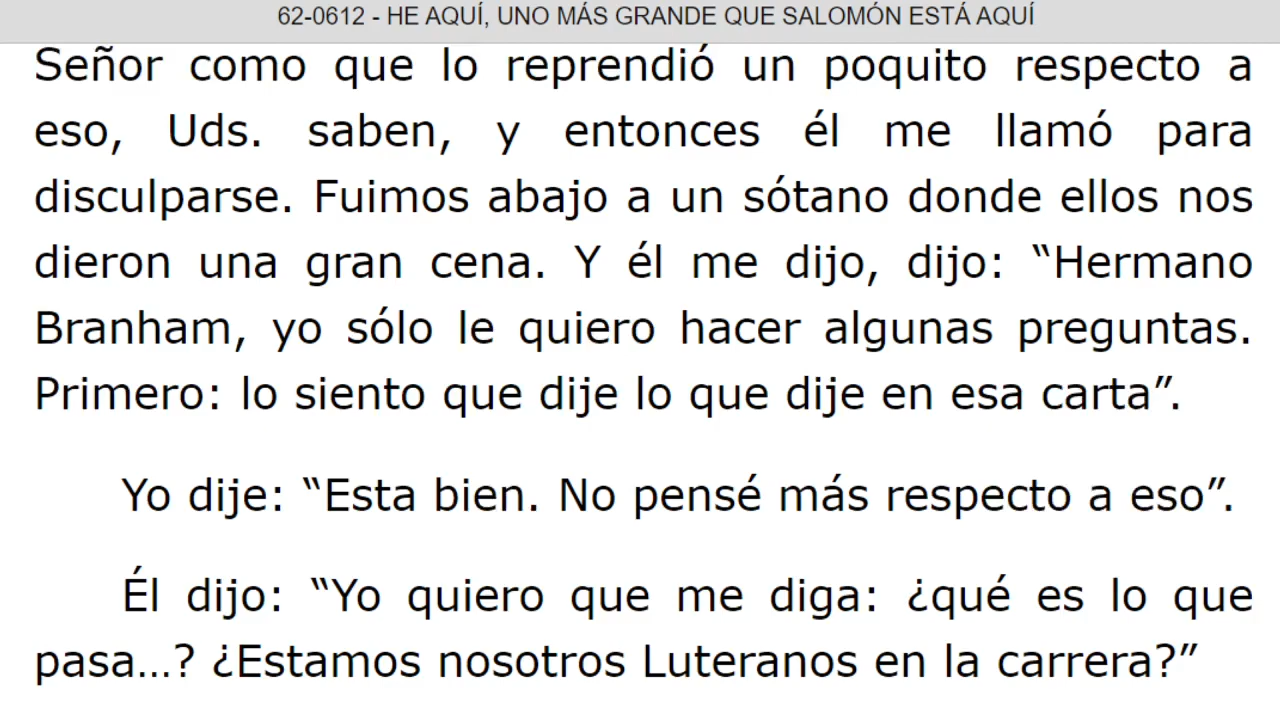 62-0612 - HE AQUÍ, UNO MÁS GRANDE QUE SALOMÓN ESTÁ AQUÍ
Señor como que lo reprendió un poquito respecto a
eso, Uds. saben, y entonces él me llamó para
disculparse. Fuimos abajo a un sótano donde ellos nos
dieron una gran cena. Y él me dijo, dijo: “Hermano
Branham, yo sólo le quiero hacer algunas preguntas.
Primero: lo siento que dije lo que dije en esa carta”.
Yo dije: “Esta bien. No pensé más respecto a eso”.
Él dijo: “Yo quiero que me diga: ¿qué es lo que
pasa…? ¿Estamos nosotros Luteranos en la carrera?”